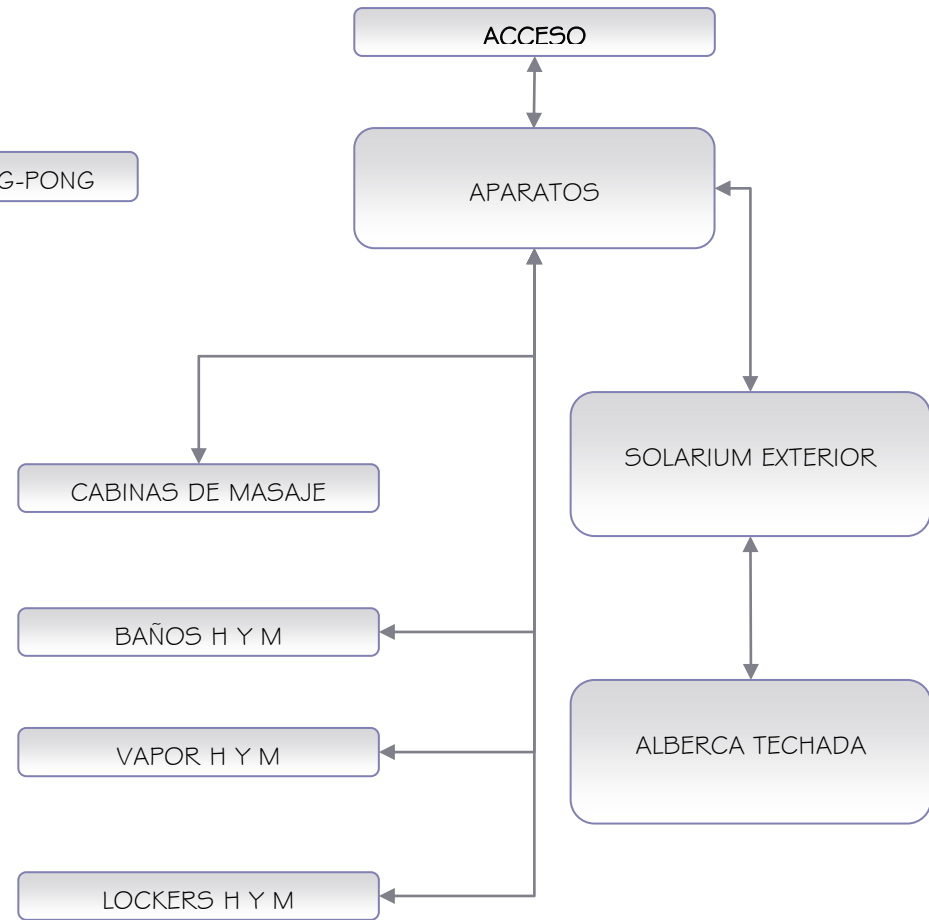 ACCESO
G-PONG
APARATOS
SOLARIUM EXTERIOR
CABINAS DE MASAJE
BAÑOS H Y M
VAPOR H Y M
ALBERCA TECHADA
LOCKERS H Y M